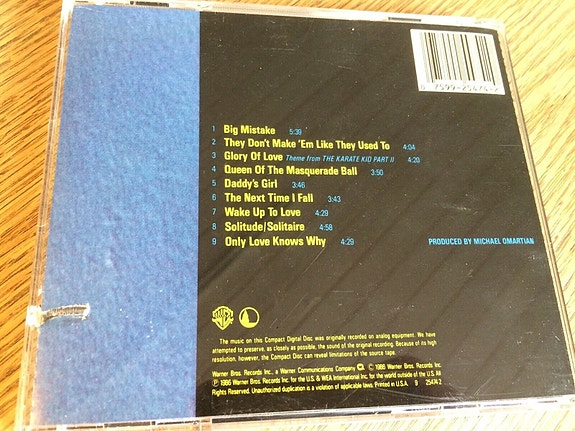 0 7599-25474-2
1 Big Mistake 5:39
2 They Don't Make 'Em Like They Used To 4:04
3 Glory Of Love Theme from THE KARATE KID PART II 4:20
4 Queen Of The Masquerade Ball 3:50
5 Daddy's Girl 3:46
6 The Next Time I Fall 3:43
7 Wake Up To Love 4:29
8 Solitude/Solitaire 4:58
9 Only Love Knows Why 4:29
PRODUCED BY MICHAEL OMARTIAN
The music on this Compact Digital Disc was originally recorded on analog equipment. We have
attempted to preserve, as closely as possible, the sound of the original recording. Because of its high
resolution, however, the Compact Disc can reveal limitations of the source tape.
Warner Bros. Records Inc., a Warner Communications Company © 1986 Warner Bros. Records Inc.
℗ 1986 Warner Bros. Records Inc. for the U.S. & WEA International Inc. for the world outside of the U.S. All
Rights Reserved. Unauthorized duplication is a violation of applicable laws. Printed in U.S.A. 9 25474 2